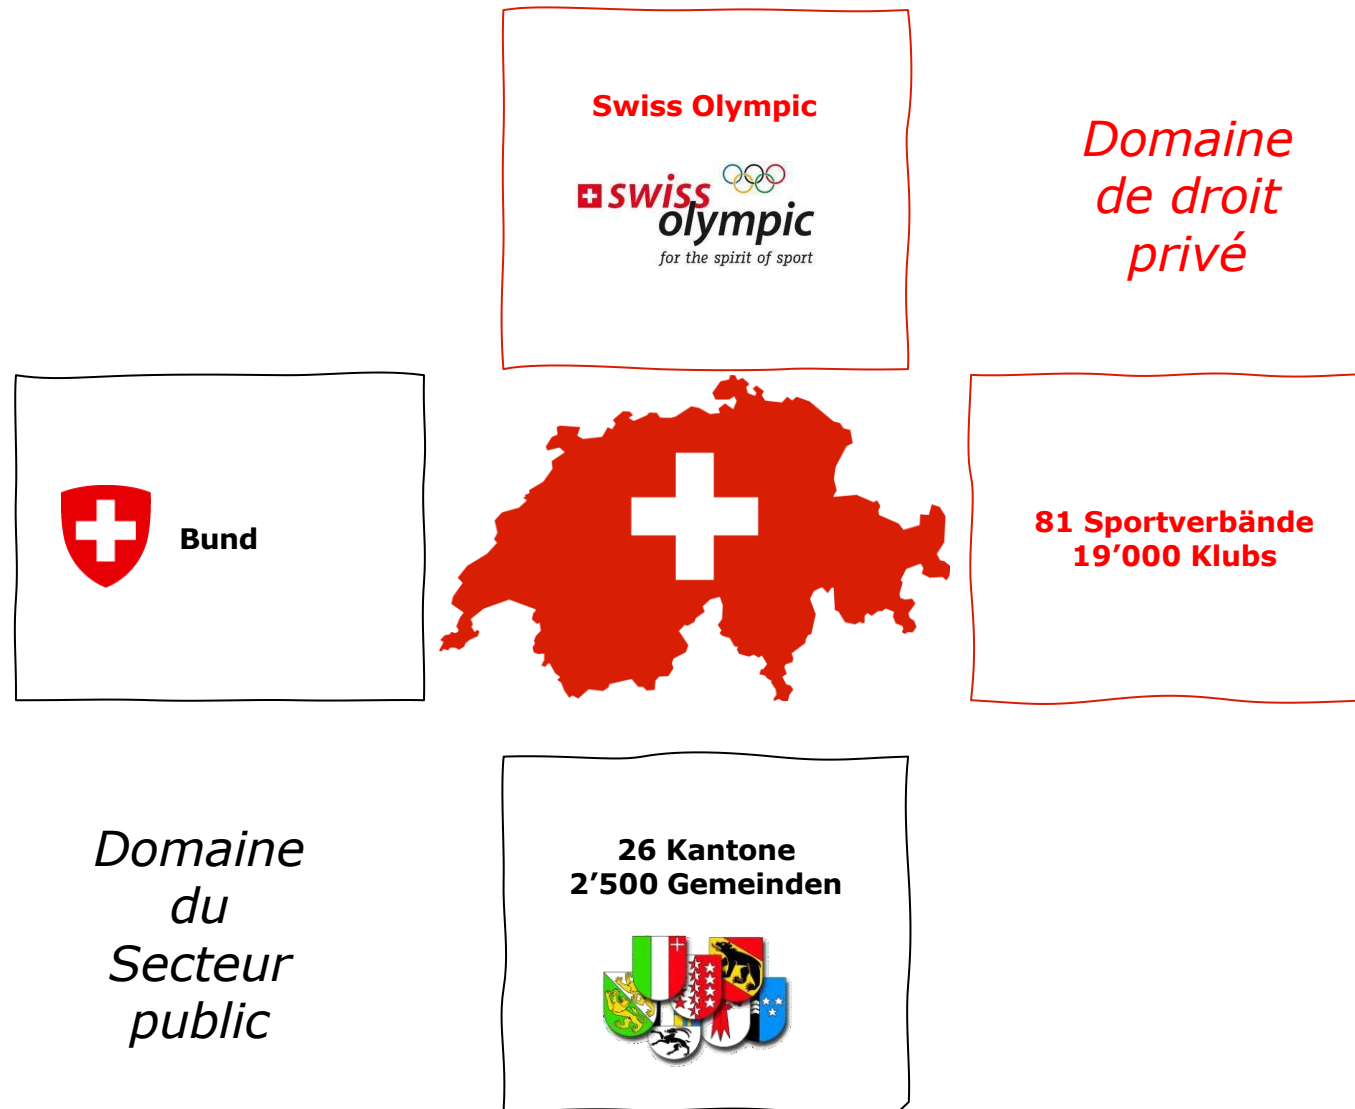 Swiss Olympic
swiss
olympic
for the spirit of sport
Domaine
de droit
privé
Bund
81 Sportverbände
19’000 Klubs
Domaine
du
Secteur
public
26 Kantone
2’500 Gemeinden